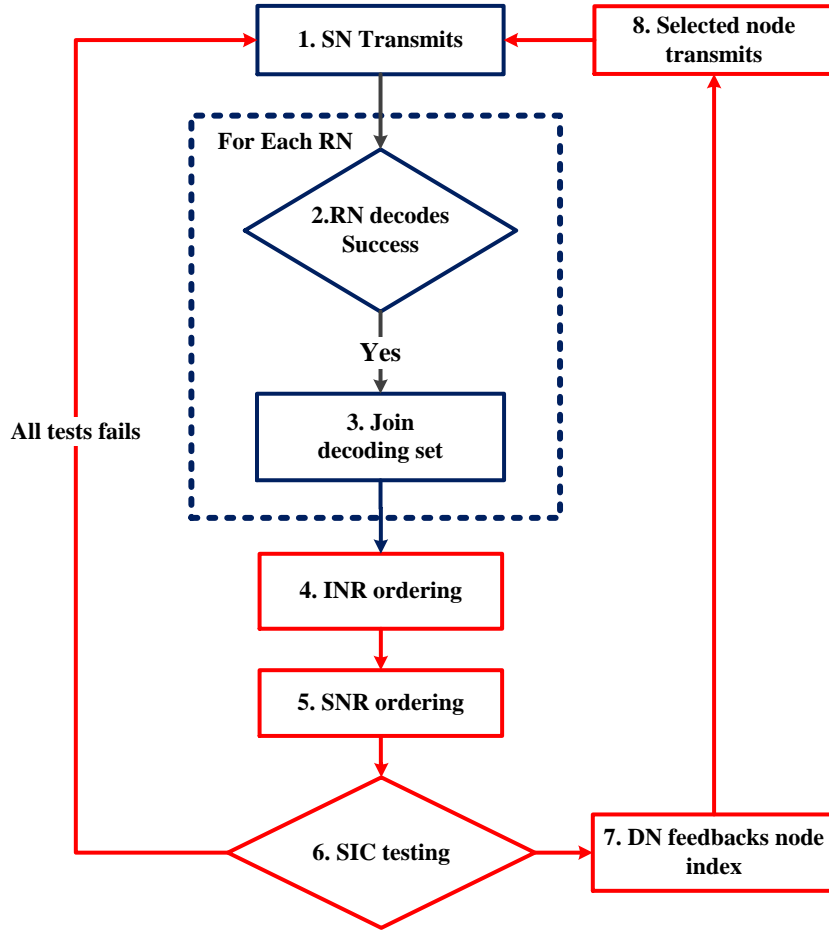 1. SN Transmits
8. Selected node
transmits
For Each RN
2.RN decodes
Success
Yes
3. Join
decoding set
All tests fails
4. INR ordering
5. SNR ordering
6. SIC testing
7. DN feedbacks node
index